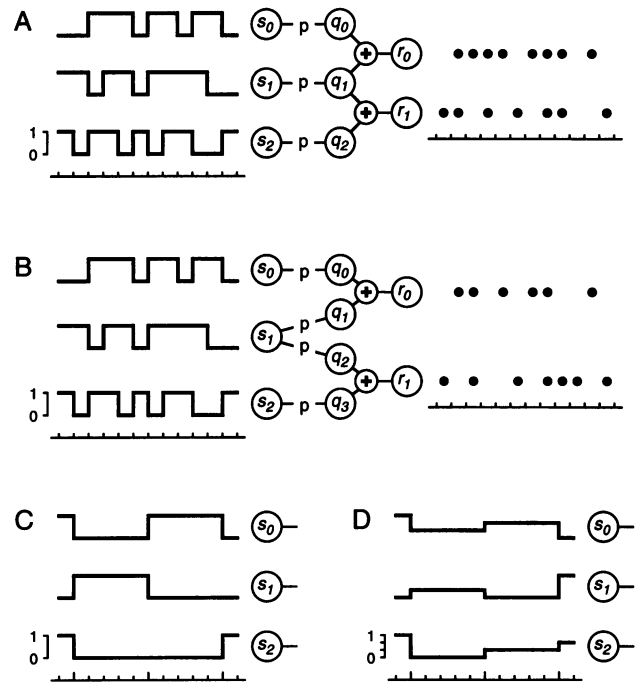 A
s0 p q0
+ r0
s1 p q1
+ r1
1
0
s2 p q2
B
s0 p q0
+ r0
q1
s1 p
p
q2
+ r1
1
0
s2 p q3
C
s0
s1
1
0
s2
D
s0
s1
1
0
s2